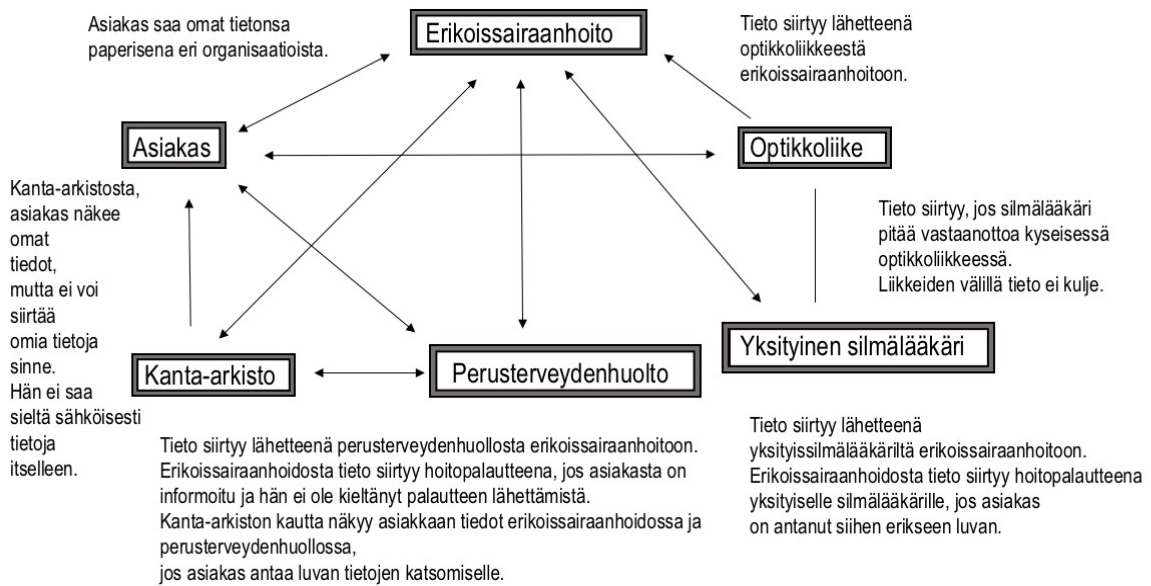 Asiakas saa omat tietonsa
paperisena eri organisaatioista.
Erikoissairaanhoito
Tieto siirtyy lähetteenä
optikkoliikkeestä
erikoissairaanhoitoon.
Asiakas
Optikkoliike
Kanta-arkistosta,
asiakas näkee
omat
tiedot,
mutta ei voi
siirtää
omia tietoja
sinne.
Hän ei saa
sieltä sähköisesti
tietoja
itselleen.
Tieto siirtyy, jos silmälääkäri
pitää vastaanottoa kyseisessä
optikkoliikkeessä.
Liikkeiden välillä tieto ei kulje.
Kanta-arkisto
Perusterveydenhuolto
Yksityinen silmälääkäri
Tieto siirtyy lähetteenä perusterveydenhuollosta erikoissairaanhoitoon.
Erikoissairaanhoidosta tieto siirtyy hoitopalautteena, jos asiakasta on
informoitu ja hän ei ole kieltänyt palautteen lähettämistä.
Kanta-arkiston kautta näkyy asiakkaan tiedot erikoissairaanhoidossa ja
perusterveydenhuollossa,
jos asiakas antaa luvan tietojen katsomiselle.
Tieto siirtyy lähetteenä
yksityissilmälääkäriltä erikoissairaanhoitoon.
Erikoissairaanhoidosta tieto siirtyy hoitopalautteena
yksityiselle silmälääkärille, jos asiakas
on antanut siihen erikseen luvan.